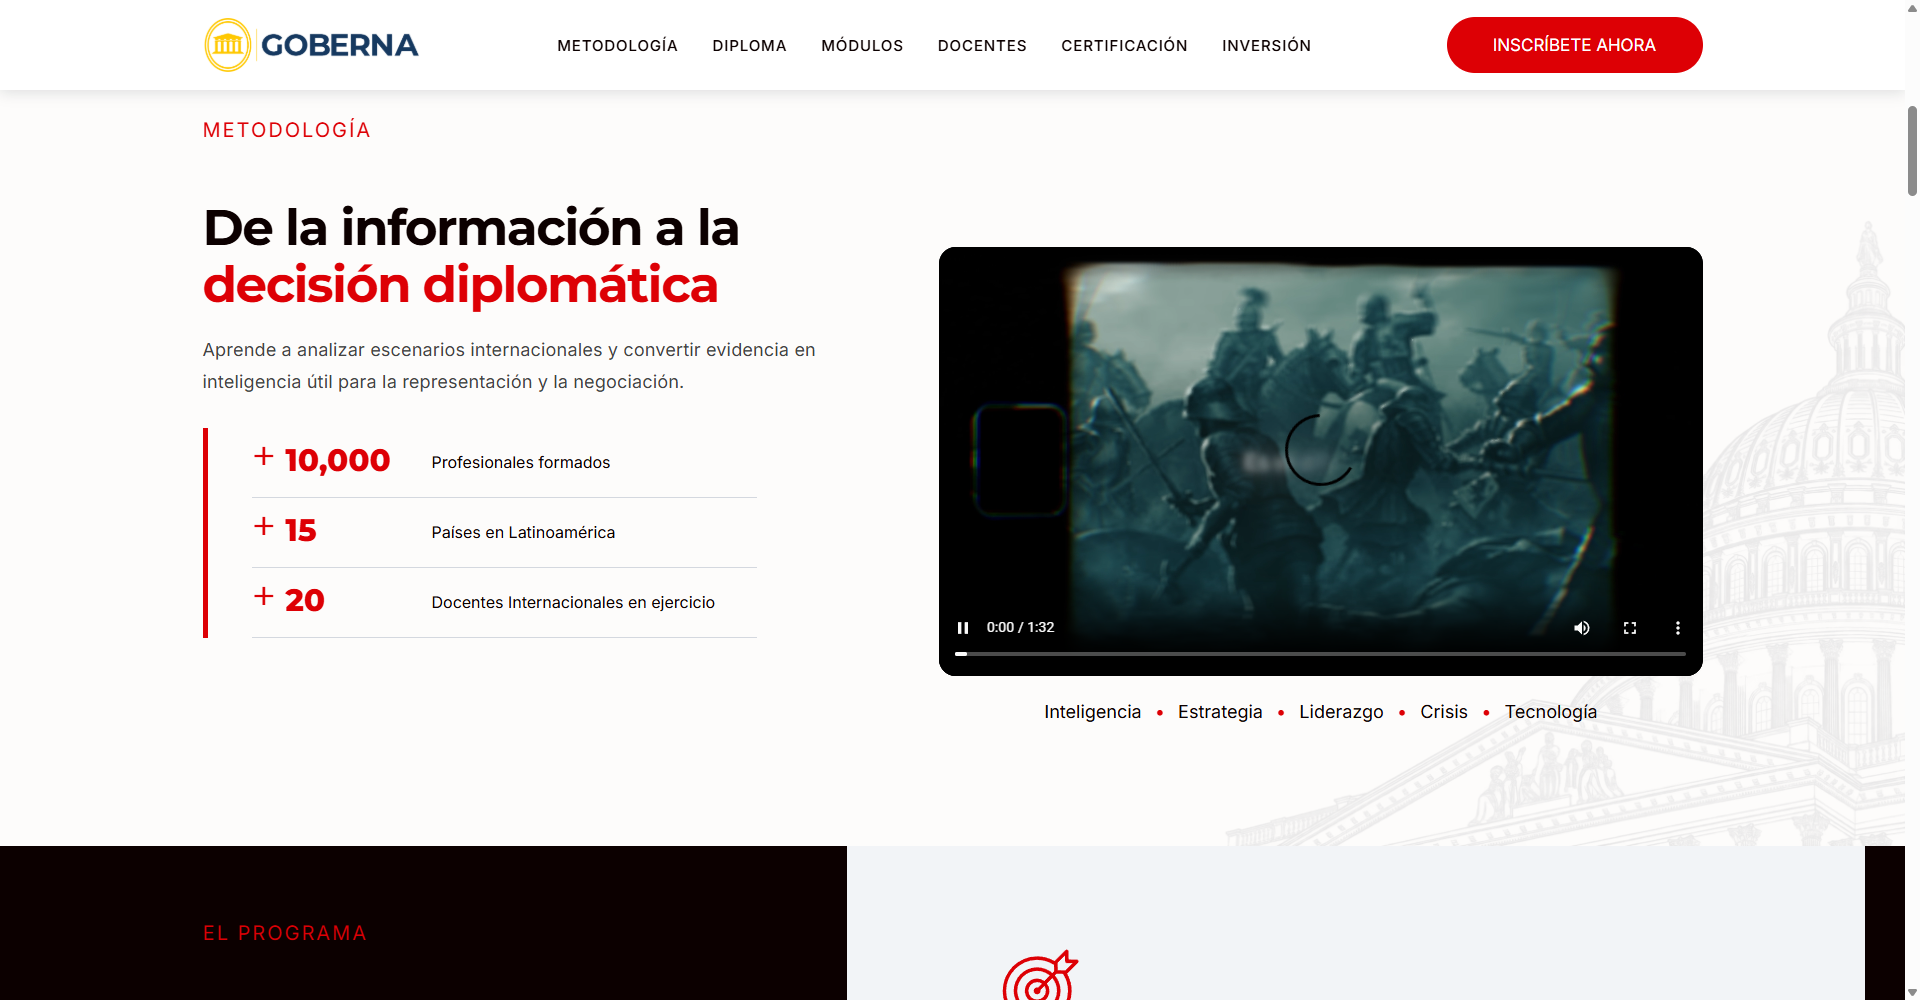 GOBERNA
METODOLOGÍA
DIPLOMA
MÓDULOS
DOCENTES
CERTIFICACIÓN
INVERSIÓN
INSCRÍBETE AHORA
METODOLOGÍA
De la información a la
decisión diplomática
Aprende a analizar escenarios internacionales y convertir evidencia en
inteligencia útil para la representación y la negociación.
+ 10,000 Profesionales formados
+ 15 Países en Latinoamérica
+ 20 Docentes Internacionales en ejercicio
0:00 / 1:32
Inteligencia • Estrategia • Liderazgo • Crisis • Tecnología
EL PROGRAMA